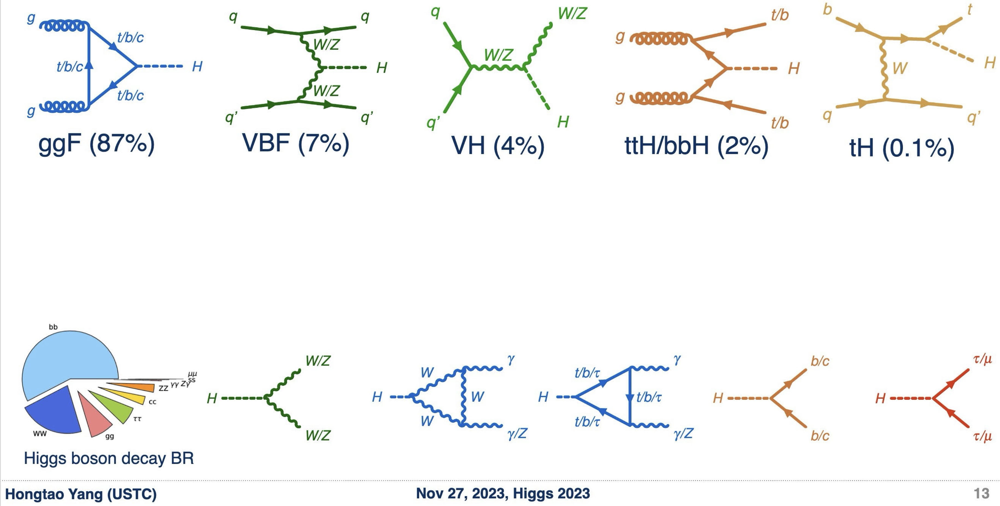 g
t/b/c
t/b/c
t/b/c
g
H
ggF (87%)
q
q
W/Z
H
W/Z
q'
q'
VBF (7%)
q
W/Z
W/Z
q'
H
VH (4%)
g
t/b
H
g
t/b
ttH/bbH (2%)
b
t
H
W
q
q'
tH (0.1%)
bb
μμ
ss
Zγ
γγ
ZZ
cc
ττ
gg
WW
Higgs boson decay BR
H
W/Z
W/Z
H
W
W
W
γ
γ/Z
H
t/b/τ
t/b/τ
t/b/τ
γ
γ/Z
H
b/c
b/c
H
τ/μ
τ/μ
Hongtao Yang (USTC)
Nov 27, 2023, Higgs 2023
13